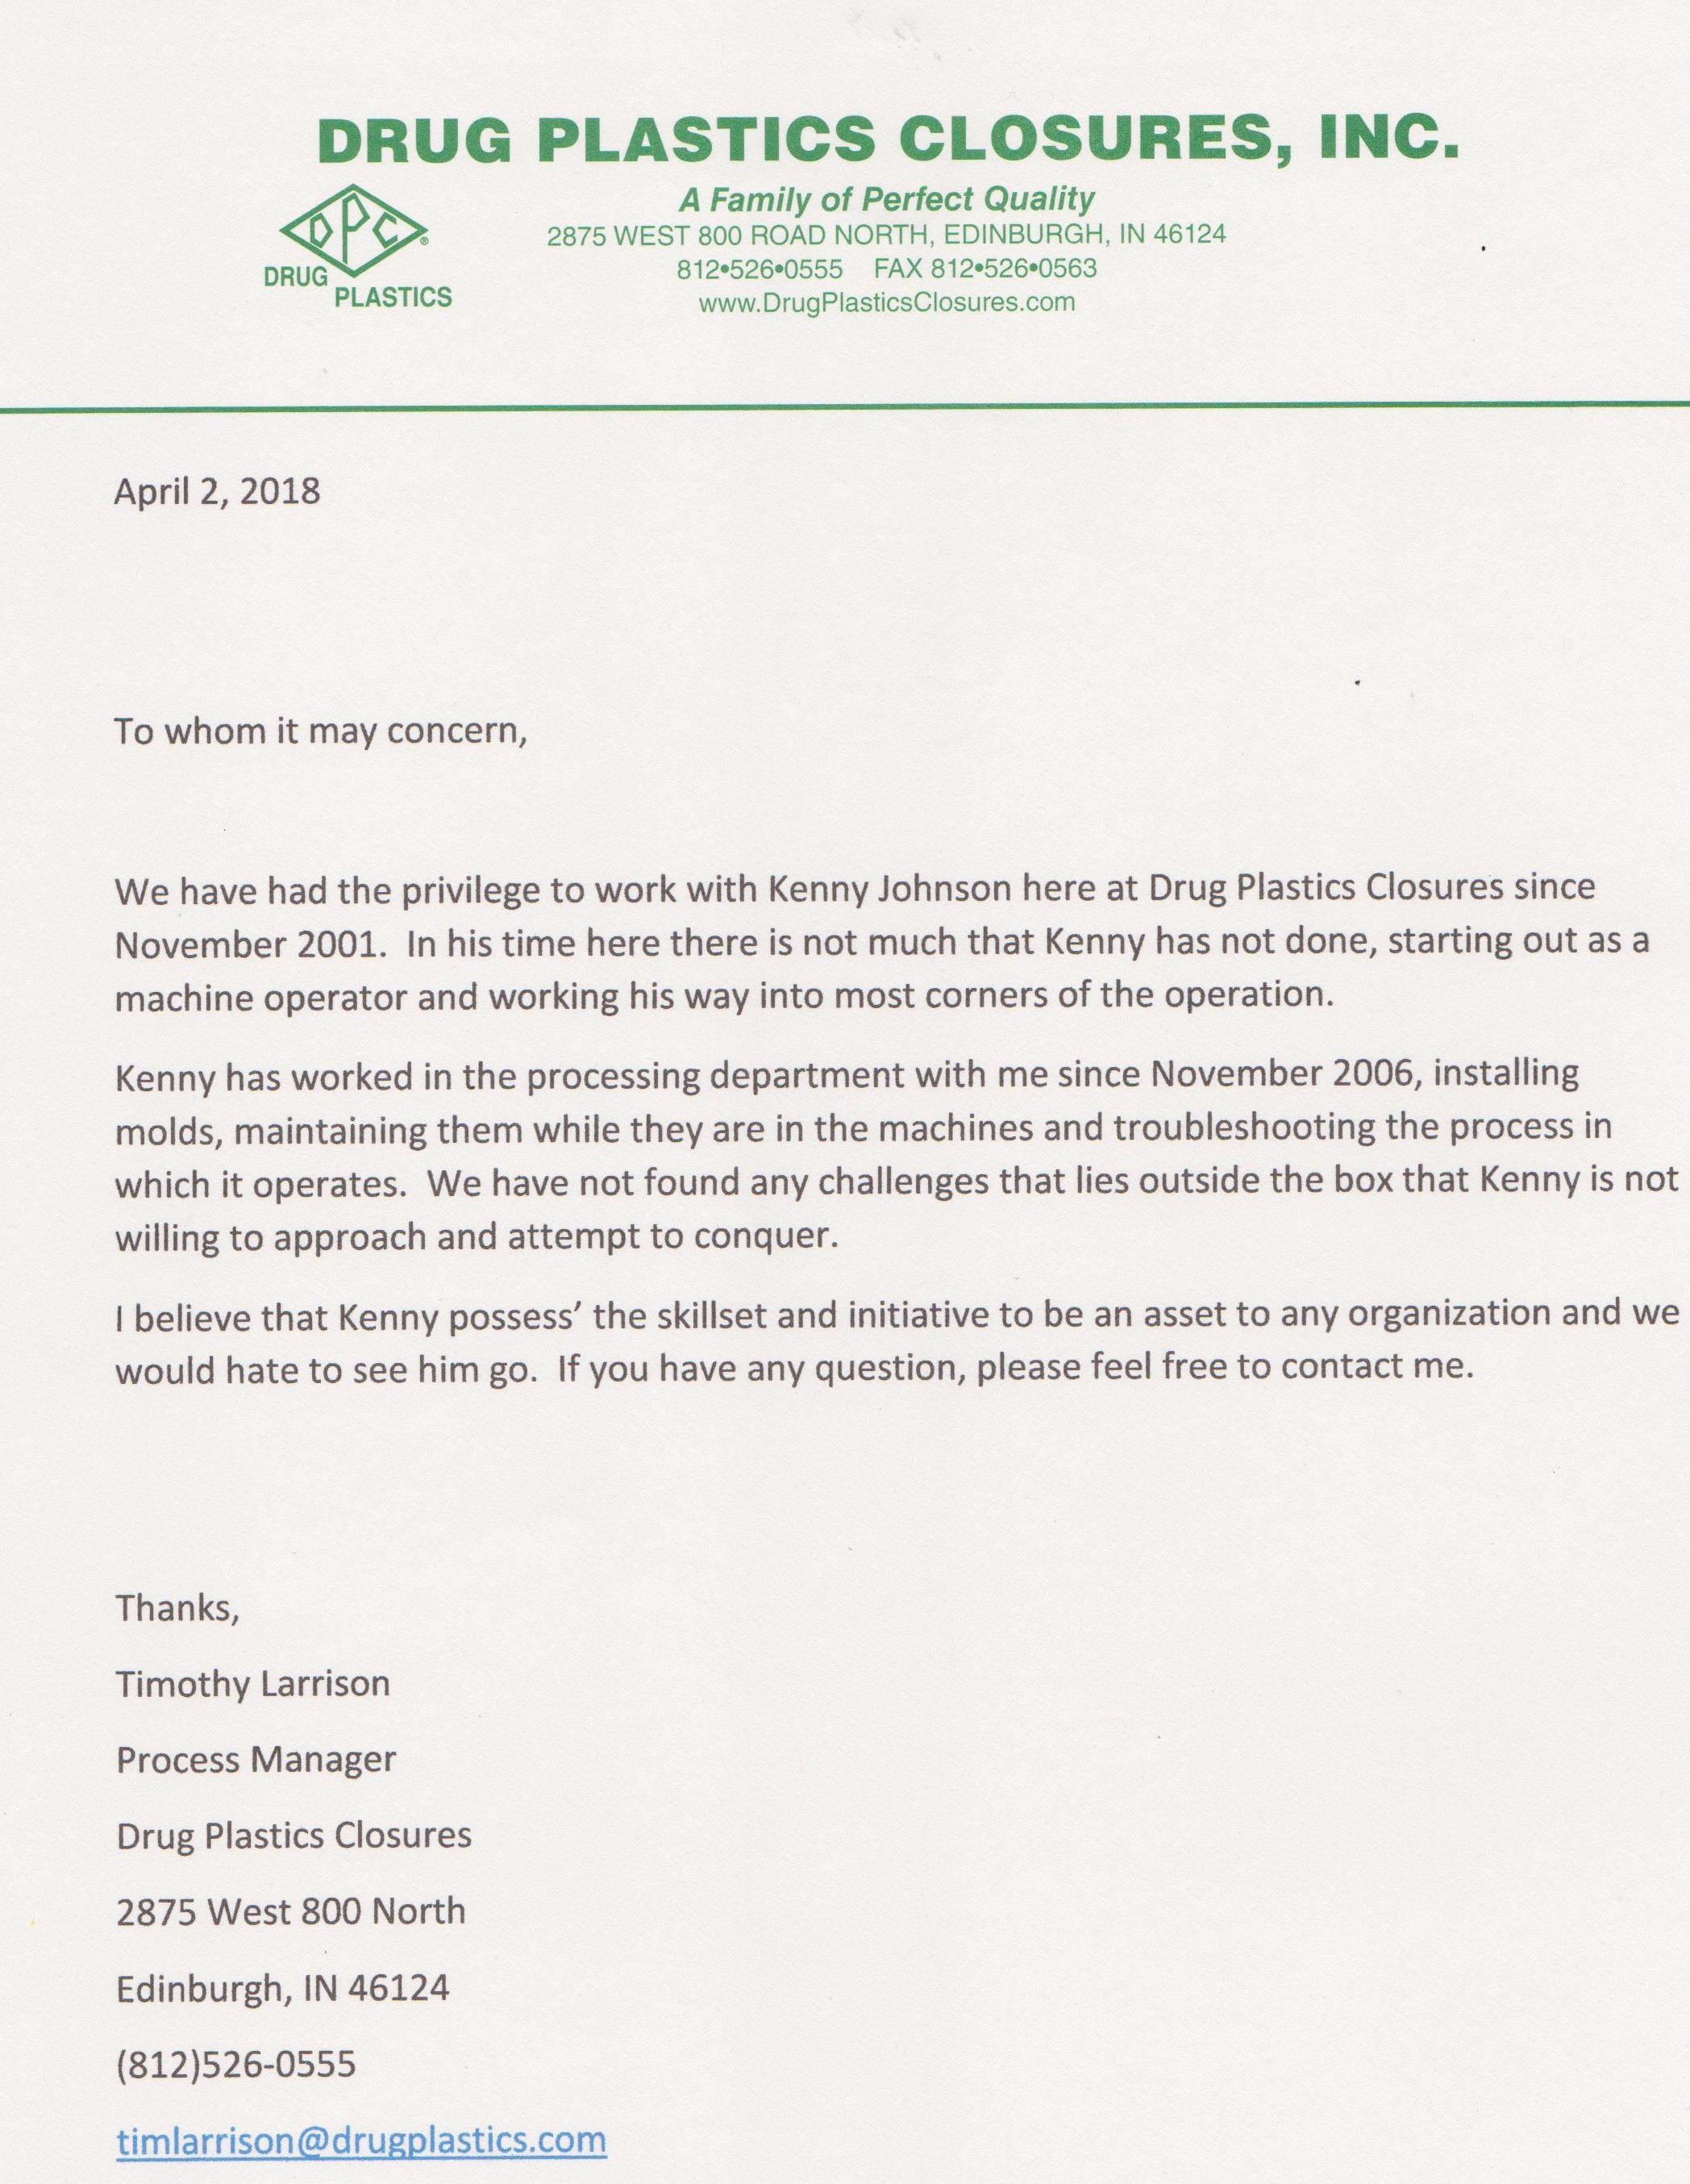 DRUG PLASTICS CLOSURES, INC.
DPC®
DRUG
PLASTICS
A Family of Perfect Quality
2875 WEST 800 ROAD NORTH, EDINBURGH, IN 46124
812•526•0555 FAX 812•526•0563
www.DrugPlasticsClosures.com
April 2, 2018
To whom it may concern,
We have had the privilege to work with Kenny Johnson here at Drug Plastics Closures since
November 2001. In his time here there is not much that Kenny has not done, starting out as a
machine operator and working his way into most corners of the operation.
Kenny has worked in the processing department with me since November 2006, installing
molds, maintaining them while they are in the machines and troubleshooting the process in
which it operates. We have not found any challenges that lies outside the box that Kenny is not
willing to approach and attempt to conquer.
I believe that Kenny possess’ the skillset and initiative to be an asset to any organization and we
would hate to see him go. If you have any question, please feel free to contact me.
Thanks,
Timothy Larrison
Process Manager
Drug Plastics Closures
2875 West 800 North
Edinburgh, IN 46124
(812)526-0555
timlarrison@drugplastics.com